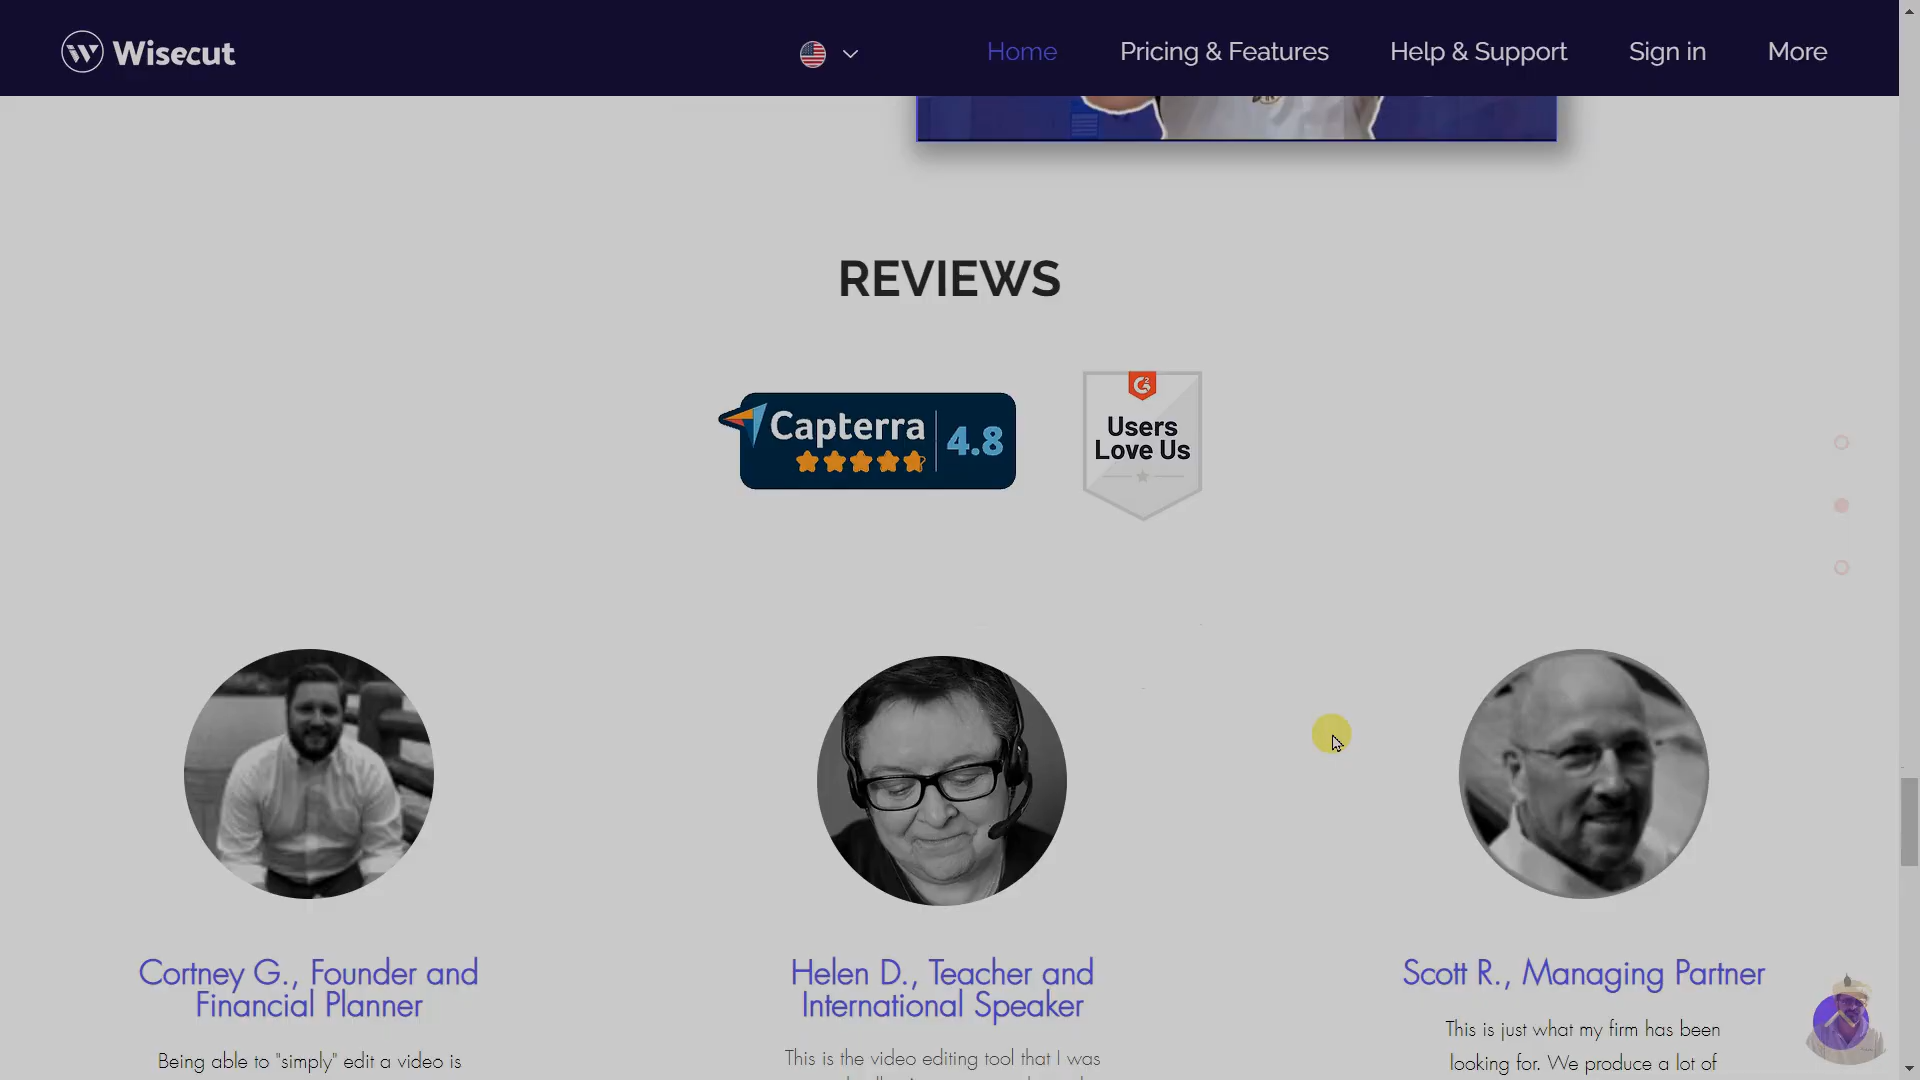 Wisecut
Home
Pricing & Features
Help & Support
Sign in
More
REVIEWS
Capterra
4.8
G2
Users
Love Us
Cortney G., Founder and
Financial Planner
Being able to "simply" edit a video is
Helen D., Teacher and
International Speaker
This is the video editing tool that I was
Scott R., Managing Partner
This is just what my firm has been
looking for. We produce a lot of